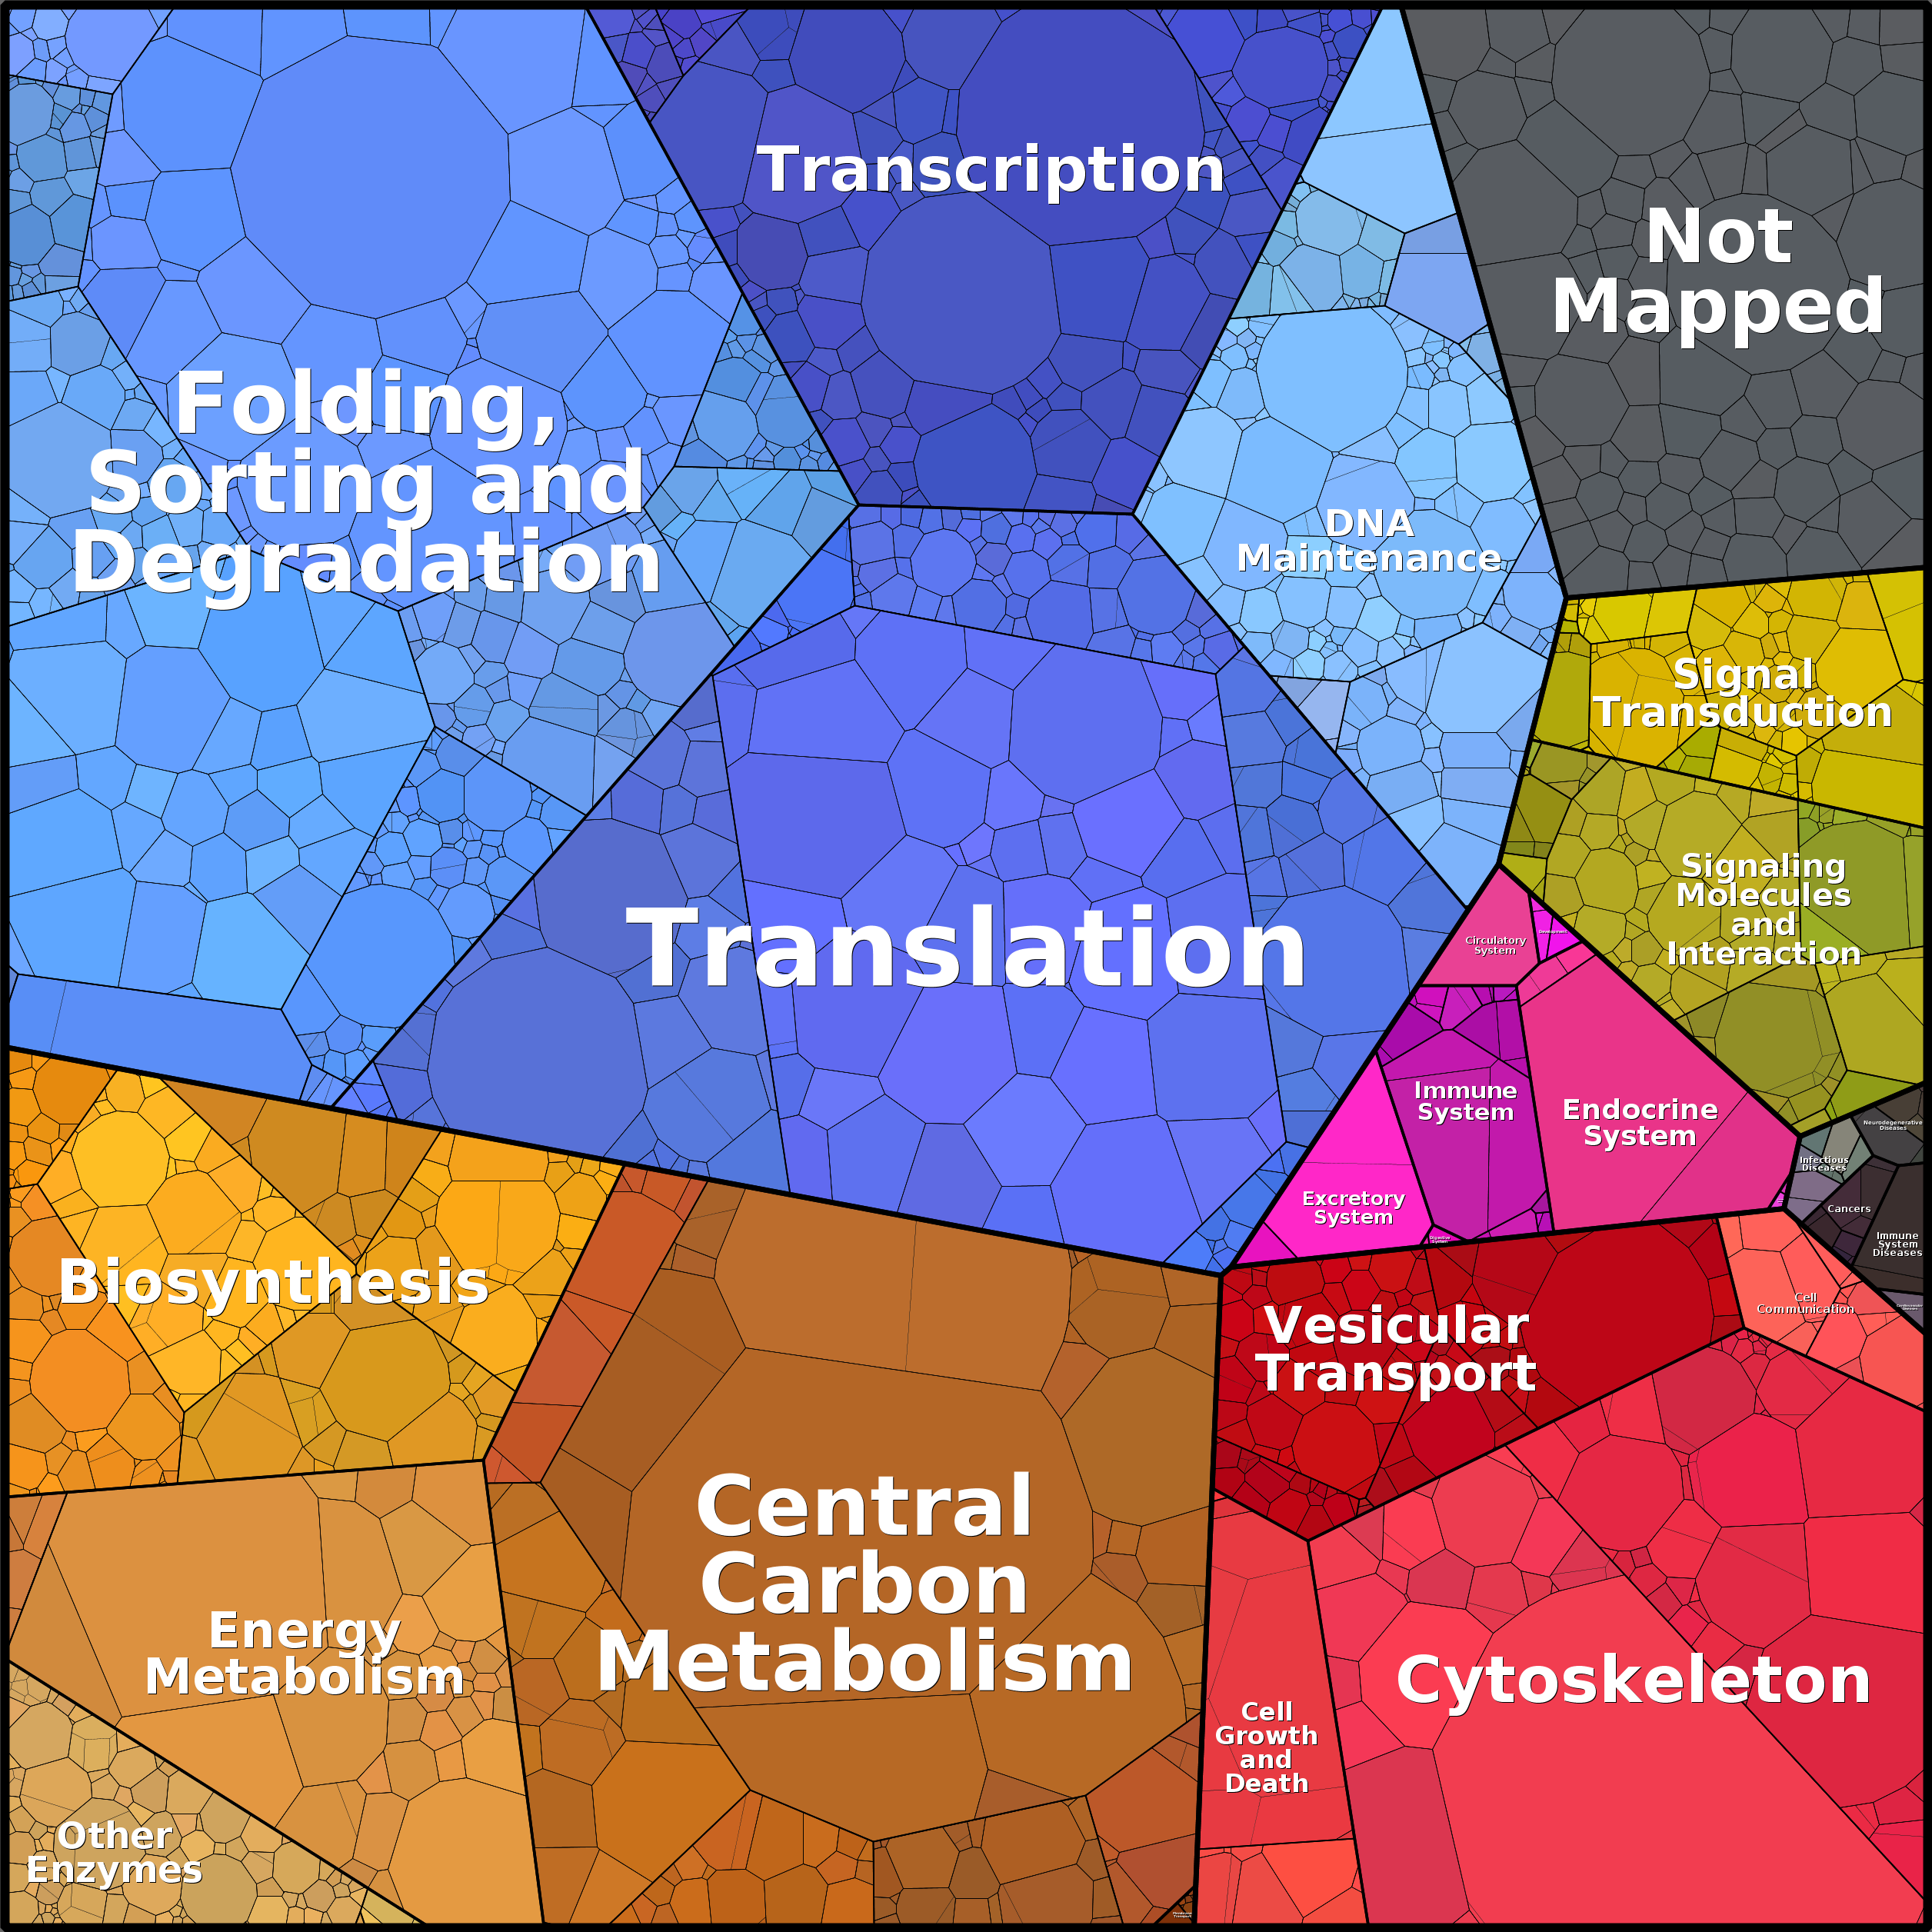 Transcription
Not
Mapped
Folding,
Sorting and
Degradation
DNA
Maintenance
Signal
Transduction
Signaling
Molecules
and
Interaction
Translation
Circulatory
System
Development
Immune
System
Endocrine
System
Excretory
System
Digestive
System
Neurodegenerative
Diseases
Infectious
Diseases
Cancers
Immune
System
Diseases
Biosynthesis
Vesicular
Transport
Cell
Communication
Central
Carbon
Metabolism
Energy
Metabolism
Cytoskeleton
Cell
Growth
and
Death
Other
Enzymes